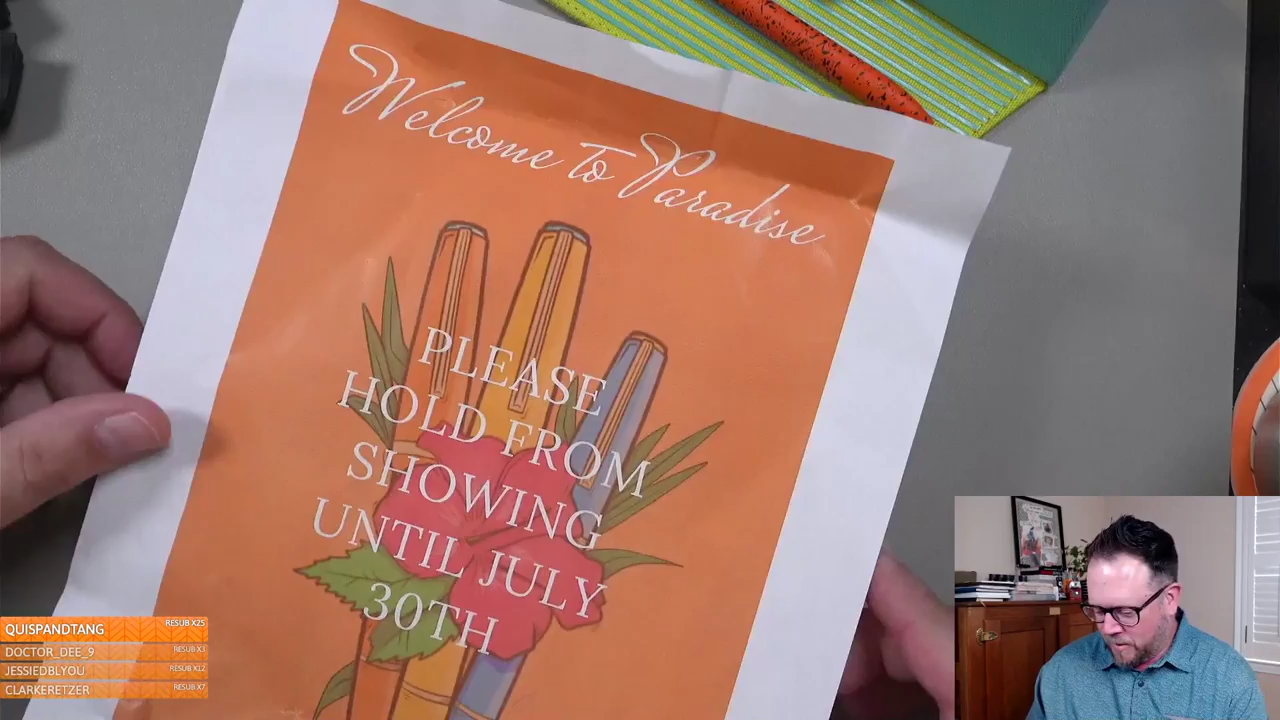 Welcome To Paradise
PLEASE
HOLD FROM
SHOWING
UNTIL JULY
30TH
QUISPANDTANG RESUB X25
DOCTOR_DEE_9 RESUB X3
JESSIEDBLYOU RESUB X12
CLARKERETZER RESUB X7